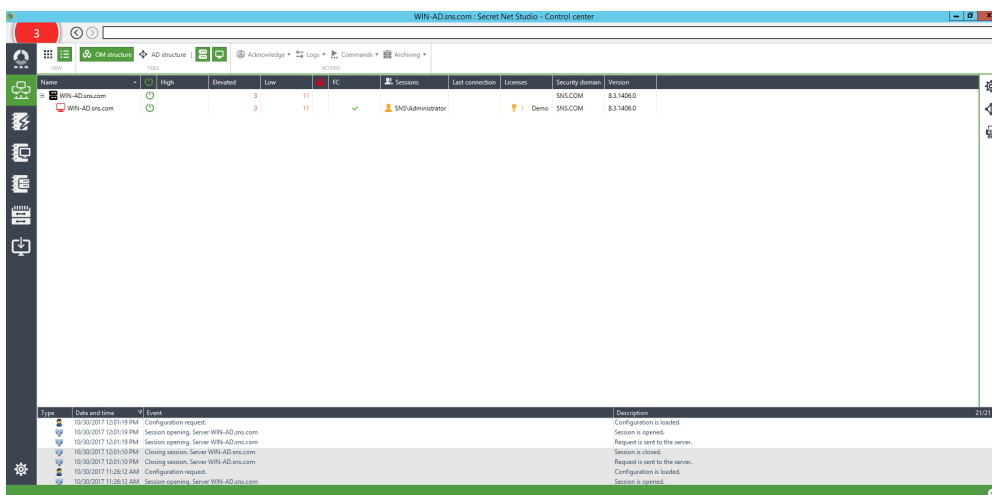 WIN-AD.sns.com : Secret Net Studio - Control center
3
OM structure AD structure Acknowledge Logs Commands Archiving
VIEW TABLE ACTIONS
Name High Elevated Low FC Sessions Last connection Licenses Security domain Version
WIN-AD.sns.com 3 11 SNS.COM 8.3.1406.0
WIN-AD.sns.com 3 11 SNS\Administrator 1 Demo SNS.COM 8.3.1406.0
Type Date and time Event Description 21/21
10/30/2017 12:01:19 PM Configuration request. Configuration is loaded.
10/30/2017 12:01:19 PM Session opening. Server WIN-AD.sns.com Session is opened.
10/30/2017 12:01:19 PM Session opening. Server WIN-AD.sns.com Request is sent to the server.
10/30/2017 12:01:10 PM Closing session. Server WIN-AD.sns.com Session is closed.
10/30/2017 12:01:10 PM Closing session. Server WIN-AD.sns.com Request is sent to the server.
10/30/2017 11:26:12 AM Configuration request. Configuration is loaded.
10/30/2017 11:26:12 AM Session opening. Server WIN-AD.sns.com Session is opened.